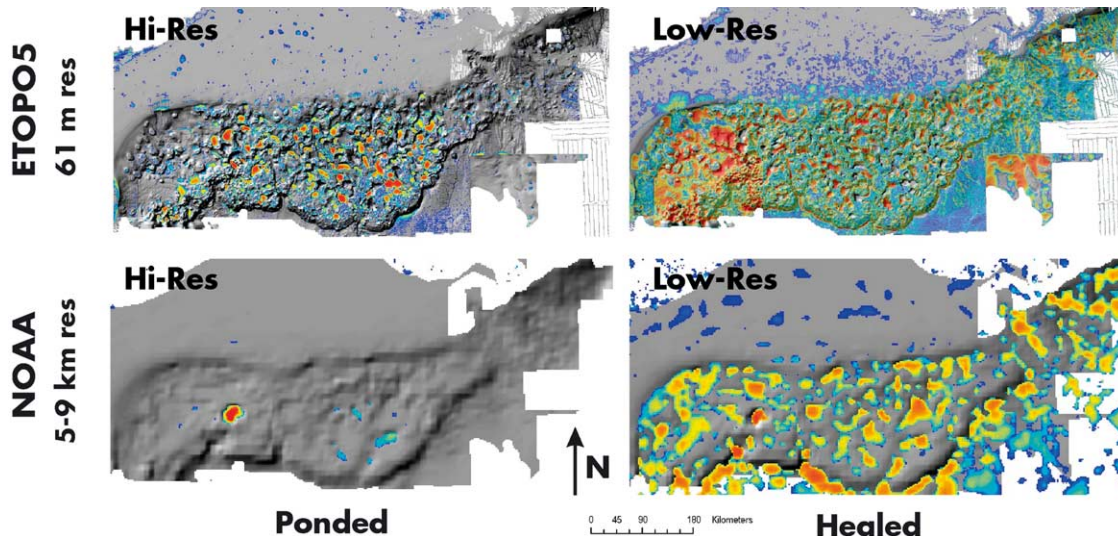 Hi-Res
Low-Res
ETOPO5
61 m res
Hi-Res
Low-Res
NOAA
5-9 km res
N
Ponded
0 45 90 180 Kilometers
Healed